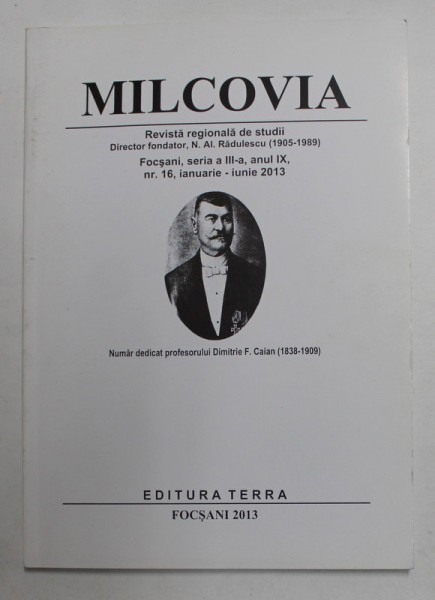 MILCOVIA
Revistă regională de studii
Director fondator, N. Al. Rădulescu (1905-1989)
Focşani, seria a III-a, anul IX,
nr. 16, ianuarie - iunie 2013
Număr dedicat profesorului Dimitrie F. Caian (1838-1909)
EDITURA TERRA
FOCŞANI 2013